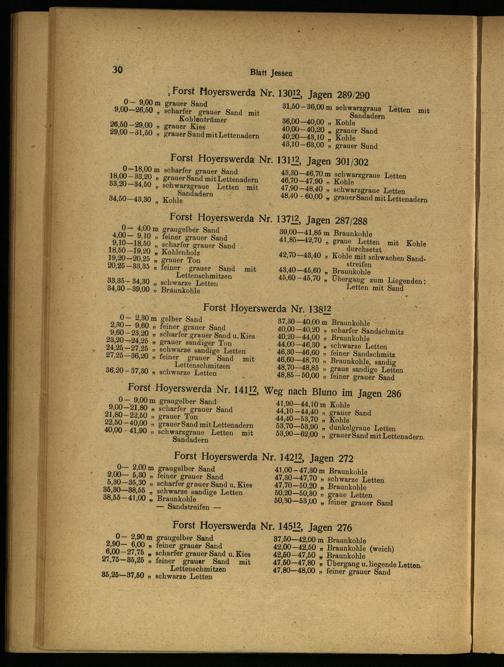 30
Blatt Jessen
Forst Hoyerswerda Nr. 13012, Jagen 289/290
0— 9,00 m grauer Sand
9,00—26,50 „ scharfer grauer Sand mit
Kohlentrümer
26,50—29,00 „ grauer Kies
29,00—31,50 „ grauer Sand mit Lettenadern
31,50—36,00 m schwarzgraue Letten mit
Sandadern
36,00—40,00 „ Kohle
40,00—40,20 „ grauer Sand
40,20—43,10 „ Kohle
43,10—63,00 „ grauer Sand
Forst Hoyerswerda Nr. 13112, Jagen 301/302
0—18,00 m scharfer grauer Sand
18,00—33,20 „ grauer Sand mit Lettenadern
33,20—34,50 „ schwarzgraue Letten mit
Sandadern
34,50—43,30 „ Kohle
43,30—46,70 m schwarzgraue Letten
46,70—47,90 „ Kohle
47,90—48,40 „ schwarzgraue Letten
48,40—60,00 „ grauer Sand mit Lettenadern
Forst Hoyerswerda Nr. 13712, Jagen 287/288
0— 4,00 m graugelber Sand
4,00— 9,10 „ feiner grauer Sand
9,10—18,50 „ scharfer grauer Sand
18,50—19,20 „ Kohlenholz
19,20—20,25 „ grauer Ton
20,25—33,35 „ feiner grauer Sand mit
Lettenschmitzen
33,35—34,30 „ schwarze Letten
34,30—39,00 „ Braunkohle
39,00—41,85 m Braunkohle
41,85—42,70 „ graue Letten mit Kohle
durchsetzt
42,70—43,40 „ Kohle mit schwachen Sand-
streifen
43,40—45,60 „ Braunkohle
45,60—45,70 „ Übergang zum Liegenden:
Letten mit Sand
Forst Hoyerswerda Nr. 13812
0— 2,30 m gelber Sand
2,30— 9,60 „ feiner grauer Sand
9,60—23,20 „ scharfer grauer Sand u. Kies
23,20—24,25 „ grauer sandiger Ton
24,25—27,25 „ schwarze sandige Letten
27,25—36,20 „ feiner grauer Sand mit
Lettenschmitzen
36,20—37,30 „ schwarze Letten
37,30—40,00 m Braunkohle
40,00—40,20 „ scharfer Sandschmitz
40,20—44,00 „ Braunkohle
44,00—46,30 „ schwarze Letten
46,30—46,60 „ feiner Sandschmitz
46,60—48,70 „ Braunkohle, sandig
48,70—48,85 „ graue sandige Letten
48,85—50,00 „ feiner grauer Sand
Forst Hoyerswerda Nr. 14112, Weg nach Bluno im Jagen 286
0— 9,00 m graugelber Sand
9,00—21,80 „ scharfer grauer Sand
21,80—22,50 „ grauer Ton
22,50—40,00 „ grauer Sand mit Lettenadern
40,00—41,90 „ schwarzgraue Letten mit
Sandadern
41,90—44,10 m Kohle
44,10—44,40 „ grauer Sand
44,40—53,70 „ Kohle
53,70—53,90 „ dunkelgraue Letten
53,90—62,00 „ grauer Sand mit Lettenadern
Forst Hoyerswerda Nr. 14212, Jagen 272
0— 2,00 m graugelber Sand
2,00— 5,30 „ feiner grauer Sand
5,30—35,30 „ scharfer grauer Sand u. Kies
35,30—38,55 „ schwarze sandige Letten
38,55—41,00 „ Braunkohle
— Sandstreifen —
41,00—47,30 m Braunkohle
47,30—47,70 „ schwarze Letten
47,70—50,20 „ Braunkohle
50,20—50,30 „ graue Letten
50,30—53,00 „ feiner grauer Sand
Forst Hoyerswerda Nr. 14512, Jagen 276
0— 2,90 m graugelber Sand
2,90— 6,00 „ feiner grauer Sand
6,00—27,75 „ scharfer grauer Sand u. Kies
27,75—35,25 „ feiner grauer Sand mit
Lettenschmitzen
35,25—37,50 „ schwarze Letten
37,50—42,00 m Braunkohle
42,00—42,50 „ Braunkohle (weich)
42,50—47,50 „ Braunkohle
47,50—47,80 „ Übergang u. liegende Letten
47,80—48,00 „ feiner grauer Sand